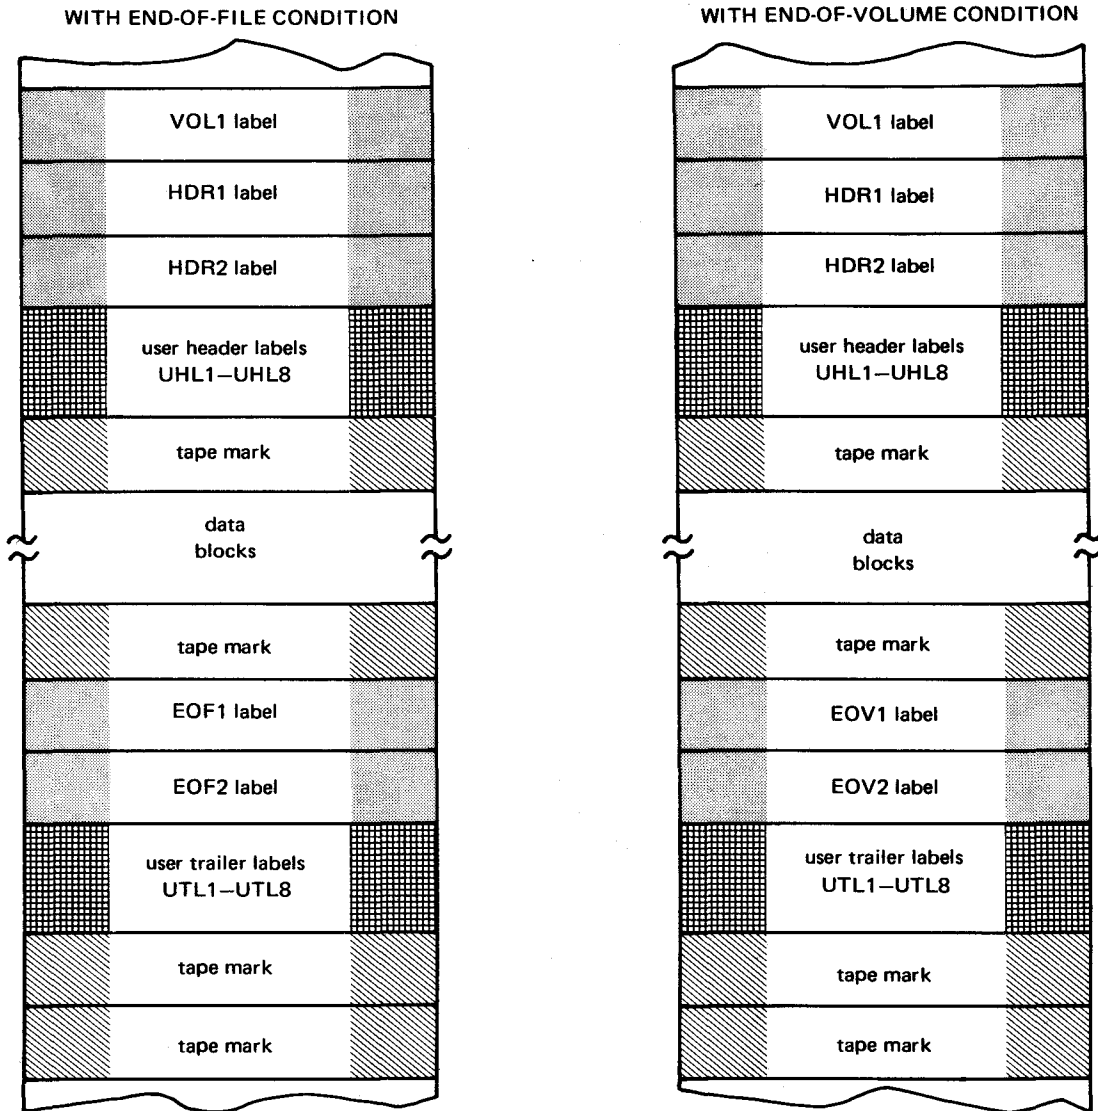 WITH END-OF-FILE CONDITION
VOL1 label
HDR1 label
HDR2 label
user header labels
UHL1–UHL8
tape mark
data
blocks
tape mark
EOF1 label
EOF2 label
user trailer labels
UTL1–UTL8
tape mark
tape mark
WITH END-OF-VOLUME CONDITION
VOL1 label
HDR1 label
HDR2 label
user header labels
UHL1–UHL8
tape mark
data
blocks
tape mark
EOV1 label
EOV2 label
user trailer labels
UTL1–UTL8
tape mark
tape mark